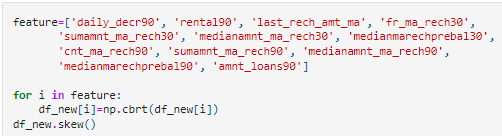 feature=['daily_decr90', 'rental90', 'last_rech_amt_ma', 'fr_ma_rech30',
'sumamnt_ma_rech30', 'medianamnt_ma_rech30', 'medianmarechprebal30',
'cnt_ma_rech90', 'sumamnt_ma_rech90', 'medianamnt_ma_rech90',
'medianmarechprebal90', 'amnt_loans90']
for i in feature:
df_new[i]=np.cbrt(df_new[i])
df_new.skew()